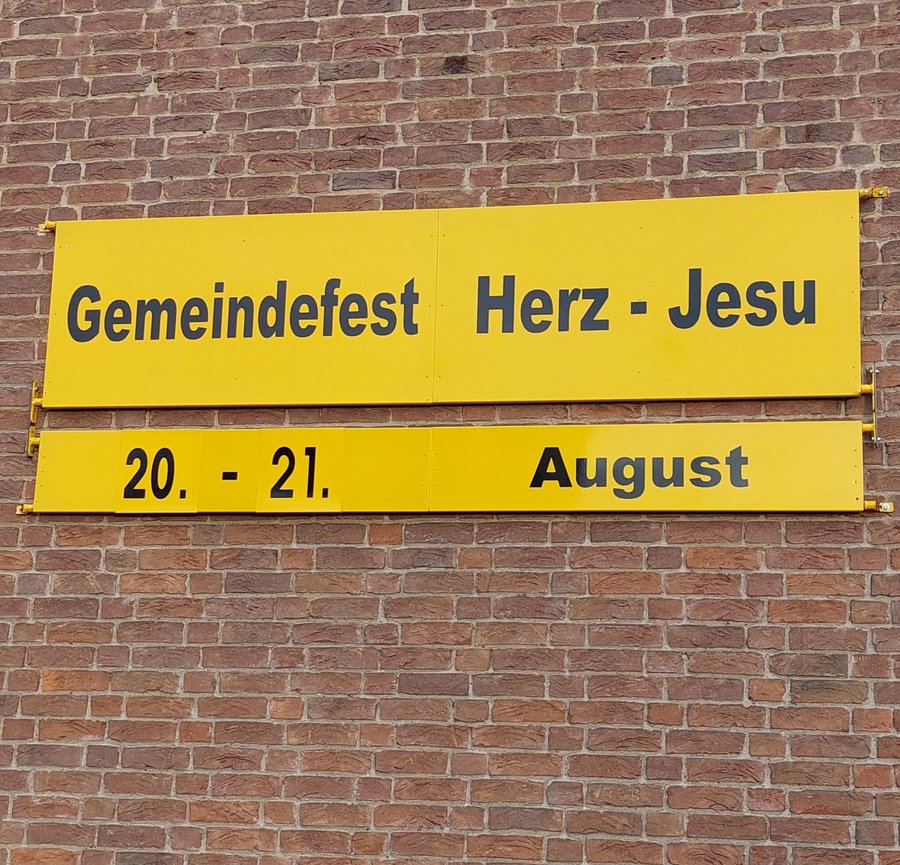 Gemeindefest Herz - Jesu
20. - 21. August